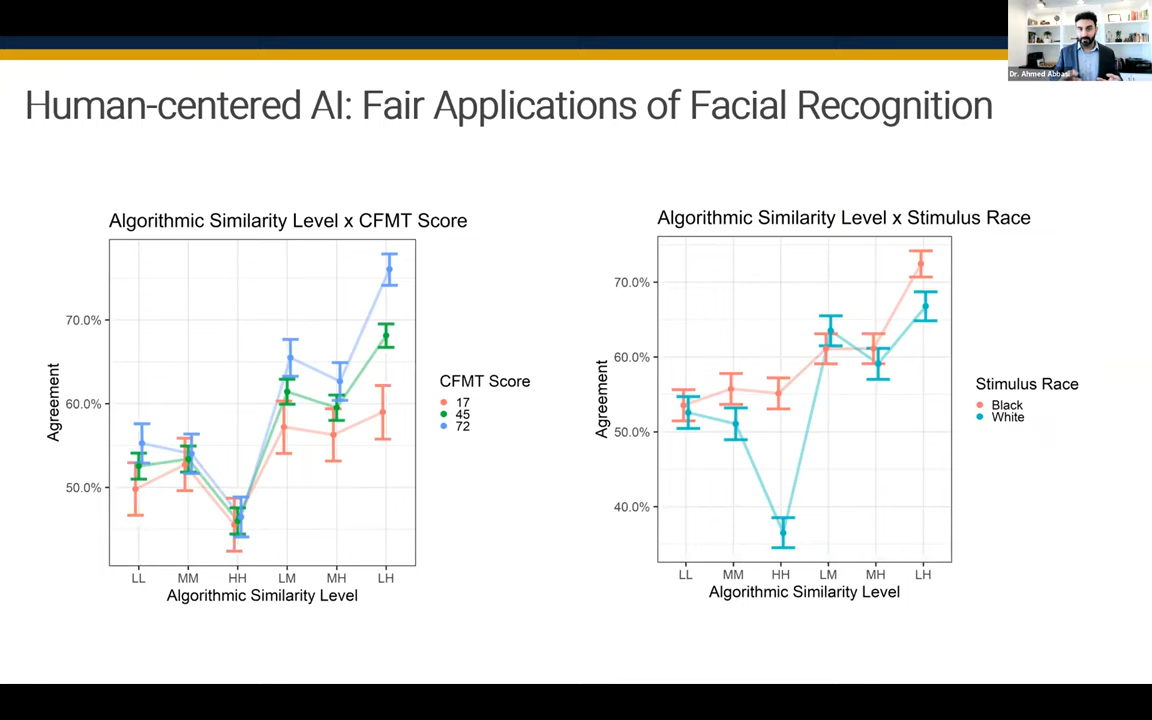 Dr. Ahmed Abbasi
Human-centered AI: Fair Applications of Facial Recognition
Algorithmic Similarity Level x CFMT Score
70.0%
60.0%
50.0%
Agreement
LL MM HH LM MH LH
Algorithmic Similarity Level
CFMT Score
17
45
72
Algorithmic Similarity Level x Stimulus Race
70.0%
60.0%
50.0%
40.0%
Agreement
LL MM HH LM MH LH
Algorithmic Similarity Level
Stimulus Race
Black
White